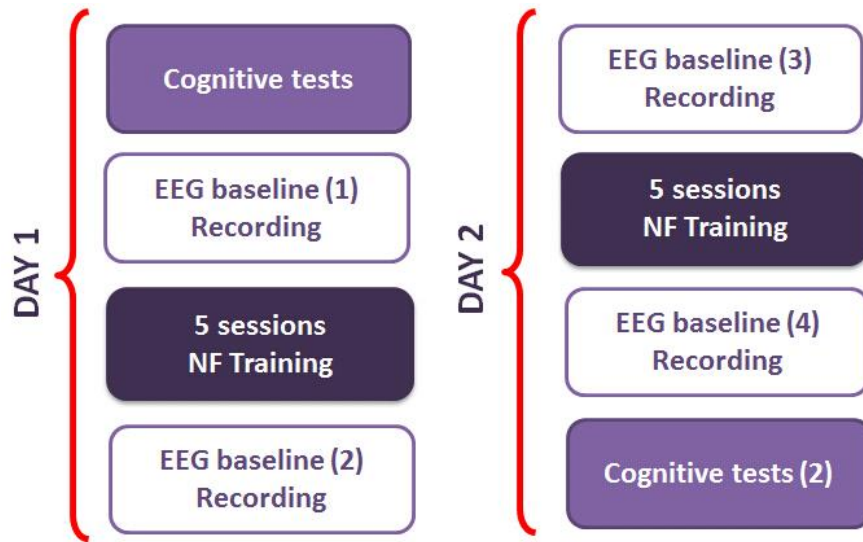 DAY 1
Cognitive tests
EEG baseline (1)
Recording
5 sessions
NF Training
EEG baseline (2)
Recording
DAY 2
EEG baseline (3)
Recording
5 sessions
NF Training
EEG baseline (4)
Recording
Cognitive tests (2)